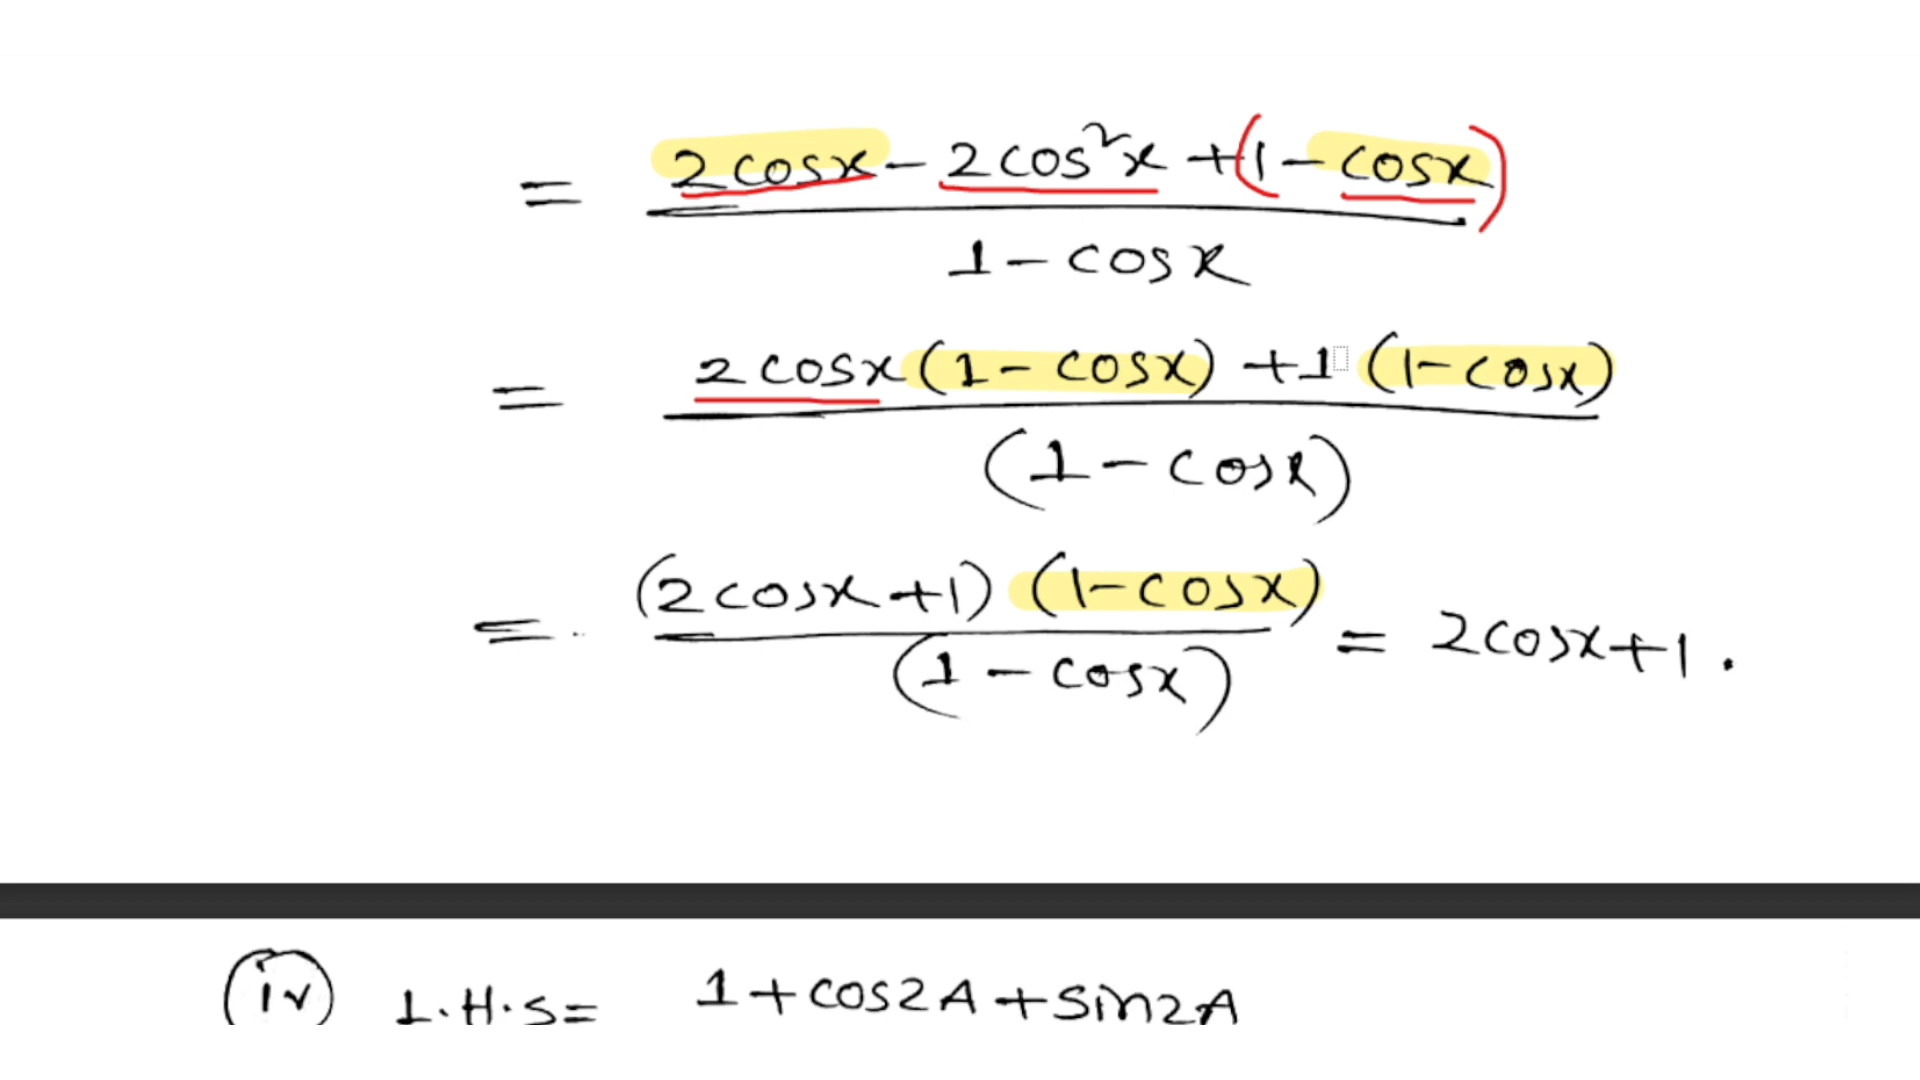 = (2cosx - 2cos²x + (1 - cosx)) / (1 - cosx)
= (2cosx(1 - cosx) + 1(1 - cosx)) / (1 - cosx)
= (2cosx+1)(1-cosx) / (1 - cosx) = 2cosx+1.
(iv) L.H.S = 1+cos2A+sin2A